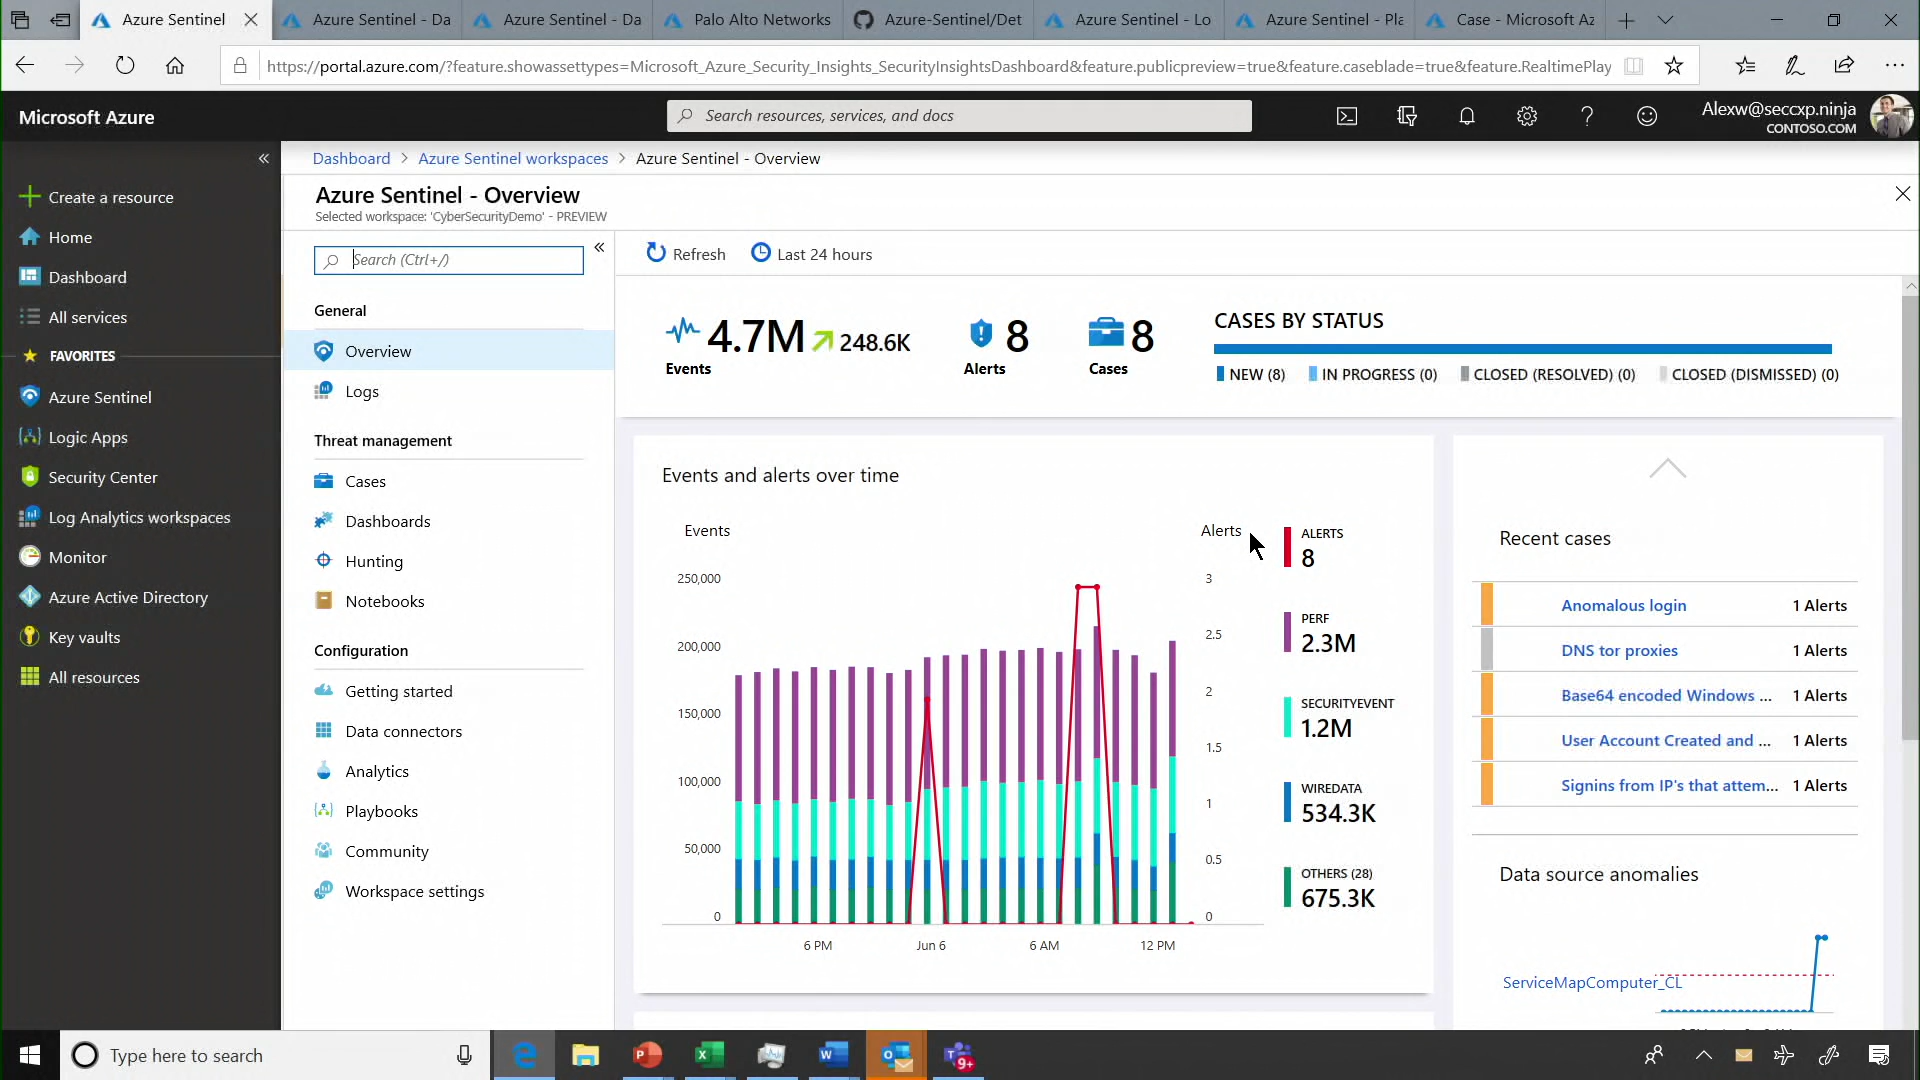 Azure Sentinel
Azure Sentinel - Da
Azure Sentinel - Da
Palo Alto Networks
Azure-Sentinel/Det
Azure Sentinel - Lo
Azure Sentinel - Pla
Case - Microsoft Az
https://portal.azure.com/?feature.showassettypes=Microsoft_Azure_Security_Insights_SecurityInsightsDashboard&feature.publicpreview=true&feature.caseblade=true&feature.RealtimePlay
Microsoft Azure
Search resources, services, and docs
Alexw@seccxp.ninja
CONTOSO.COM
Create a resource
Home
Dashboard
All services
FAVORITES
Azure Sentinel
Logic Apps
Security Center
Log Analytics workspaces
Monitor
Azure Active Directory
Key vaults
All resources
Dashboard > Azure Sentinel workspaces > Azure Sentinel - Overview
Azure Sentinel - Overview
Selected workspace: 'CyberSecurityDemo' - PREVIEW
Search (Ctrl+/)
General
Overview
Logs
Threat management
Cases
Dashboards
Hunting
Notebooks
Configuration
Getting started
Data connectors
Analytics
Playbooks
Community
Workspace settings
Refresh
Last 24 hours
4.7M 248.6K
Events
8
Alerts
8
Cases
CASES BY STATUS
NEW (8)
IN PROGRESS (0)
CLOSED (RESOLVED) (0)
CLOSED (DISMISSED) (0)
Events and alerts over time
Events
Alerts
250,000
200,000
150,000
100,000
50,000
0
3
2.5
2
1.5
1
0.5
0
6 PM
Jun 6
6 AM
12 PM
ALERTS
8
PERF
2.3M
SECURITYEVENT
1.2M
WIREDATA
534.3K
OTHERS (28)
675.3K
Recent cases
Anomalous login 1 Alerts
DNS tor proxies 1 Alerts
Base64 encoded Windows ... 1 Alerts
User Account Created and ... 1 Alerts
Signins from IP's that attem... 1 Alerts
Data source anomalies
ServiceMapComputer_CL
Type here to search
9+